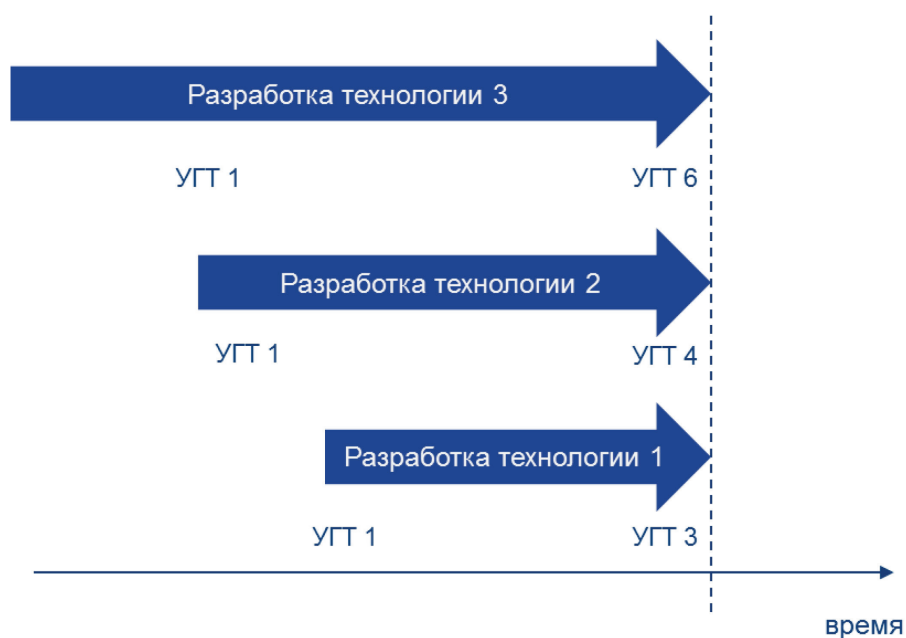 Разработка технологии 3
УГТ 1 УГТ 6
Разработка технологии 2
УГТ 1 УГТ 4
Разработка технологии 1
УГТ 1 УГТ 3
время